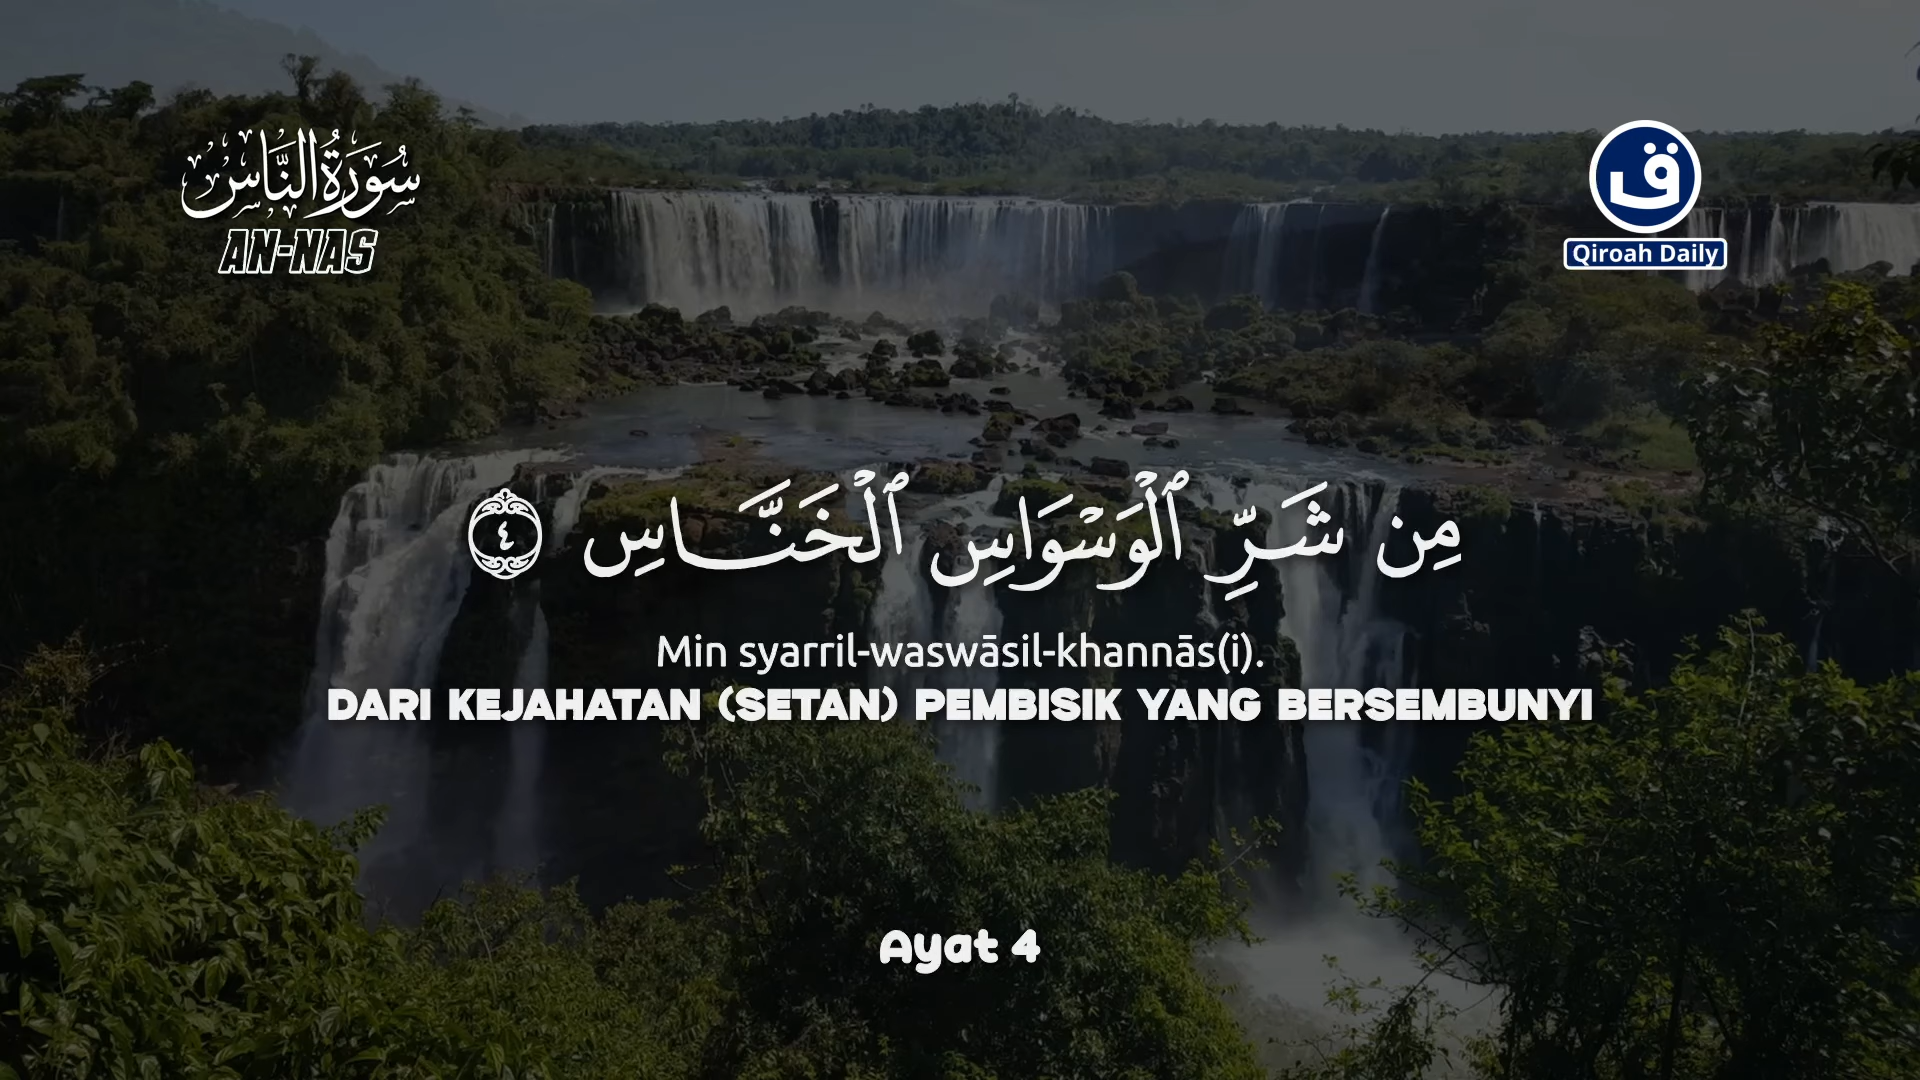 سُورَةُ النَّاسِ
AN-NAS
ق
Qiroah Daily
مِن شَرِّ ٱلْوَسْوَاسِ ٱلْخَنَّاسِ ٤
Min syarril-waswāsil-khannās(i).
DARI KEJAHATAN (SETAN) PEMBISIK YANG BERSEMBUNYI
Ayat 4